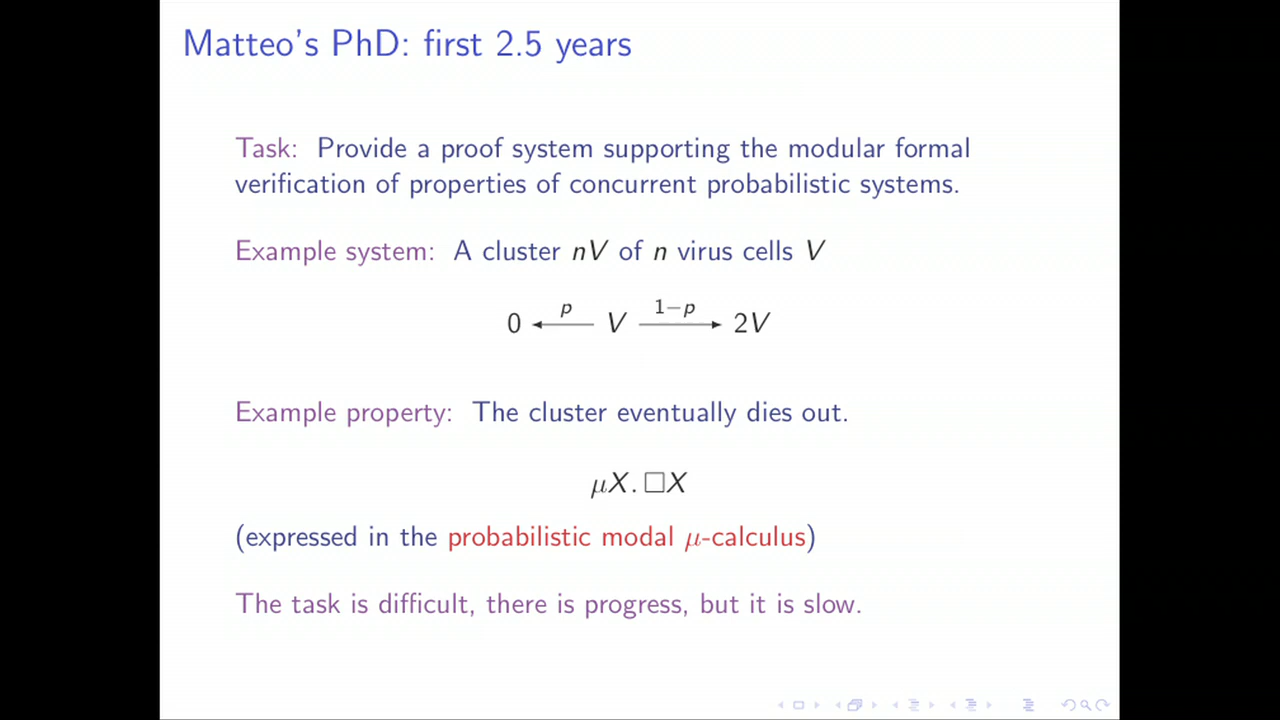 Matteo's PhD: first 2.5 years
Task: Provide a proof system supporting the modular formal
verification of properties of concurrent probabilistic systems.
Example system: A cluster nV of n virus cells V
0 ←p V 1−p→ 2V
Example property: The cluster eventually dies out.
μX.□X
(expressed in the probabilistic modal μ-calculus)
The task is difficult, there is progress, but it is slow.